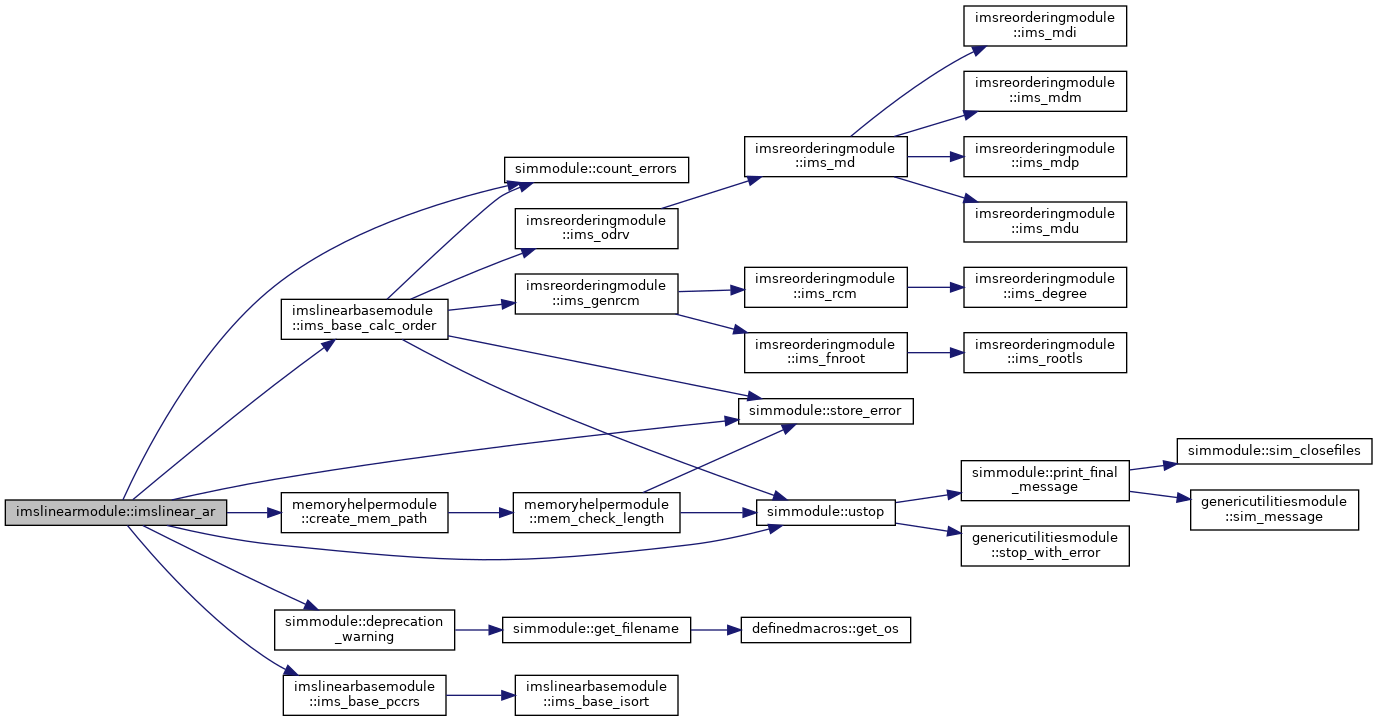 imslinearmodule::imslinear_ar
simmodule::count_errors
imslinearbasemodule
::ims_base_calc_order
imsreorderingmodule
::ims_odrv
imsreorderingmodule
::ims_md
imsreorderingmodule
::ims_mdi
imsreorderingmodule
::ims_mdm
imsreorderingmodule
::ims_mdp
imsreorderingmodule
::ims_mdu
imsreorderingmodule
::ims_genrcm
imsreorderingmodule
::ims_rcm
imsreorderingmodule
::ims_degree
imsreorderingmodule
::ims_fnroot
imsreorderingmodule
::ims_rootls
simmodule::store_error
memoryhelpermodule
::create_mem_path
memoryhelpermodule
::mem_check_length
simmodule::ustop
simmodule::print_final
_message
simmodule::sim_closefiles
genericutilitiesmodule
::sim_message
genericutilitiesmodule
::stop_with_error
simmodule::deprecation
_warning
simmodule::get_filename
definedmacros::get_os
imslinearbasemodule
::ims_base_pccrs
imslinearbasemodule
::ims_base_isort